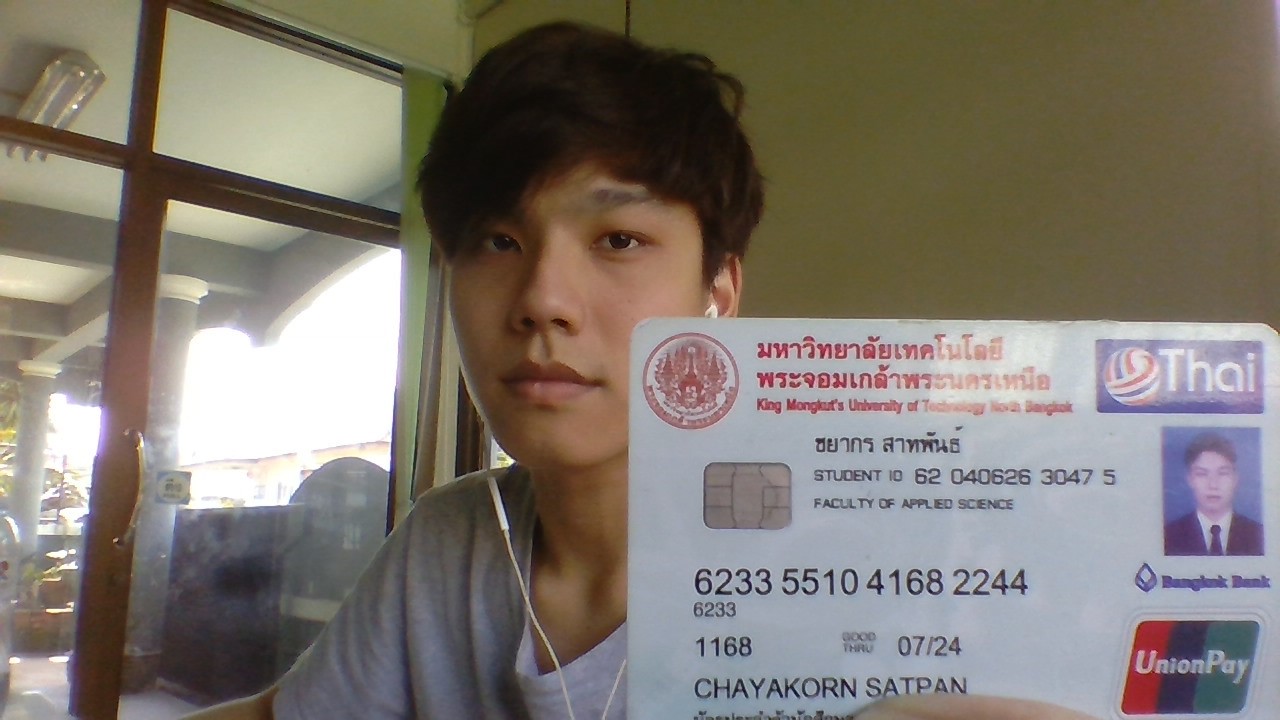 มหาวิทยาลัยเทคโนโลยี
พระจอมเกล้าพระนครเหนือ
King Mongkut's University of Technology North Bangkok
Thai
ชยากร สาทพันธ์
STUDENT ID 62 040626 3047 5
FACULTY OF APPLIED SCIENCE
Bangkok Bank
6233 5510 4168 2244
6233
1168 GOOD THRU 07/24
UnionPay
CHAYAKORN SATPAN